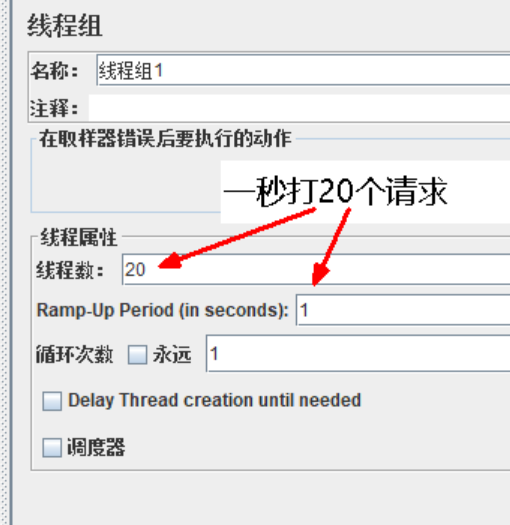 线程组
名称： 线程组1
注释：
在取样器错误后要执行的动作
一秒打20个请求
线程属性
线程数： 20
Ramp-Up Period (in seconds): 1
循环次数 永远 1
Delay Thread creation until needed
调度器